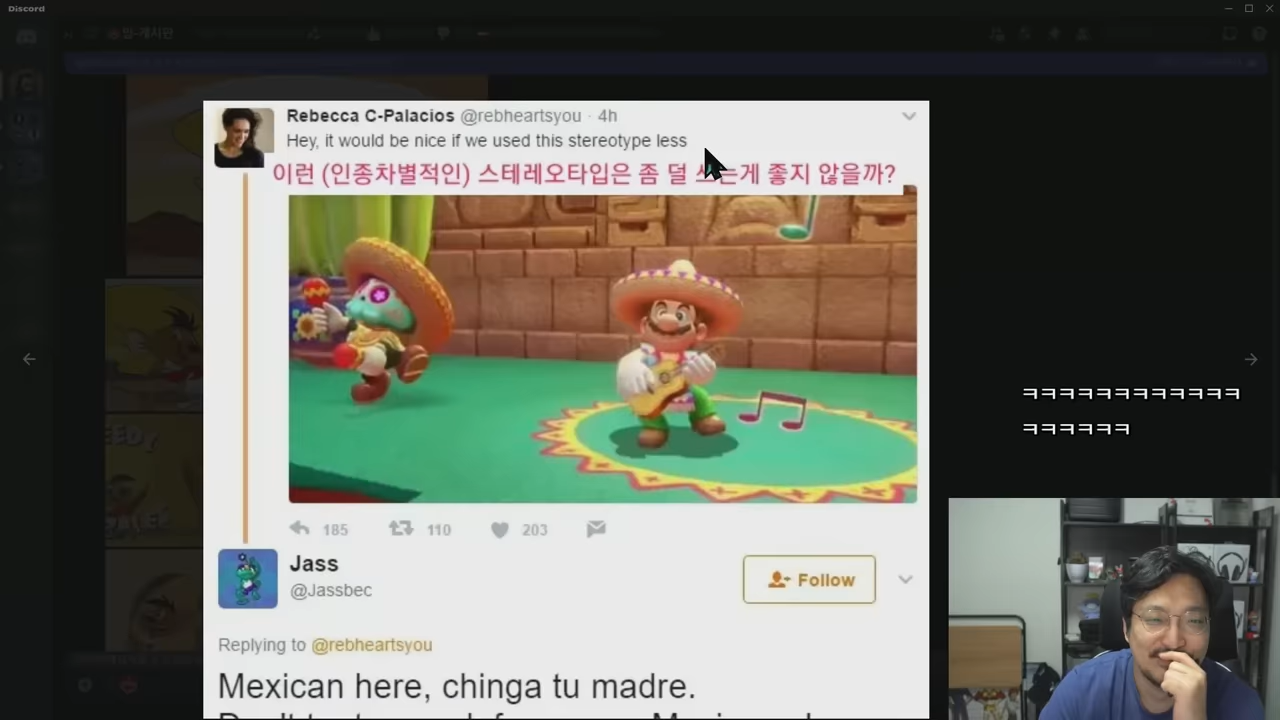 Discord
Rebecca C-Palacios @rebheartsyou · 4h
Hey, it would be nice if we used this stereotype less
이런 (인종차별적인) 스테레오타입은 좀 덜 쓰는게 좋지 않을까?
185 110 203
Jass
@Jassbec
Follow
Replying to @rebheartsyou
Mexican here, chinga tu madre.
ㅋㅋㅋㅋㅋㅋㅋㅋㅋㅋㅋㅋ
ㅋㅋㅋㅋㅋㅋ